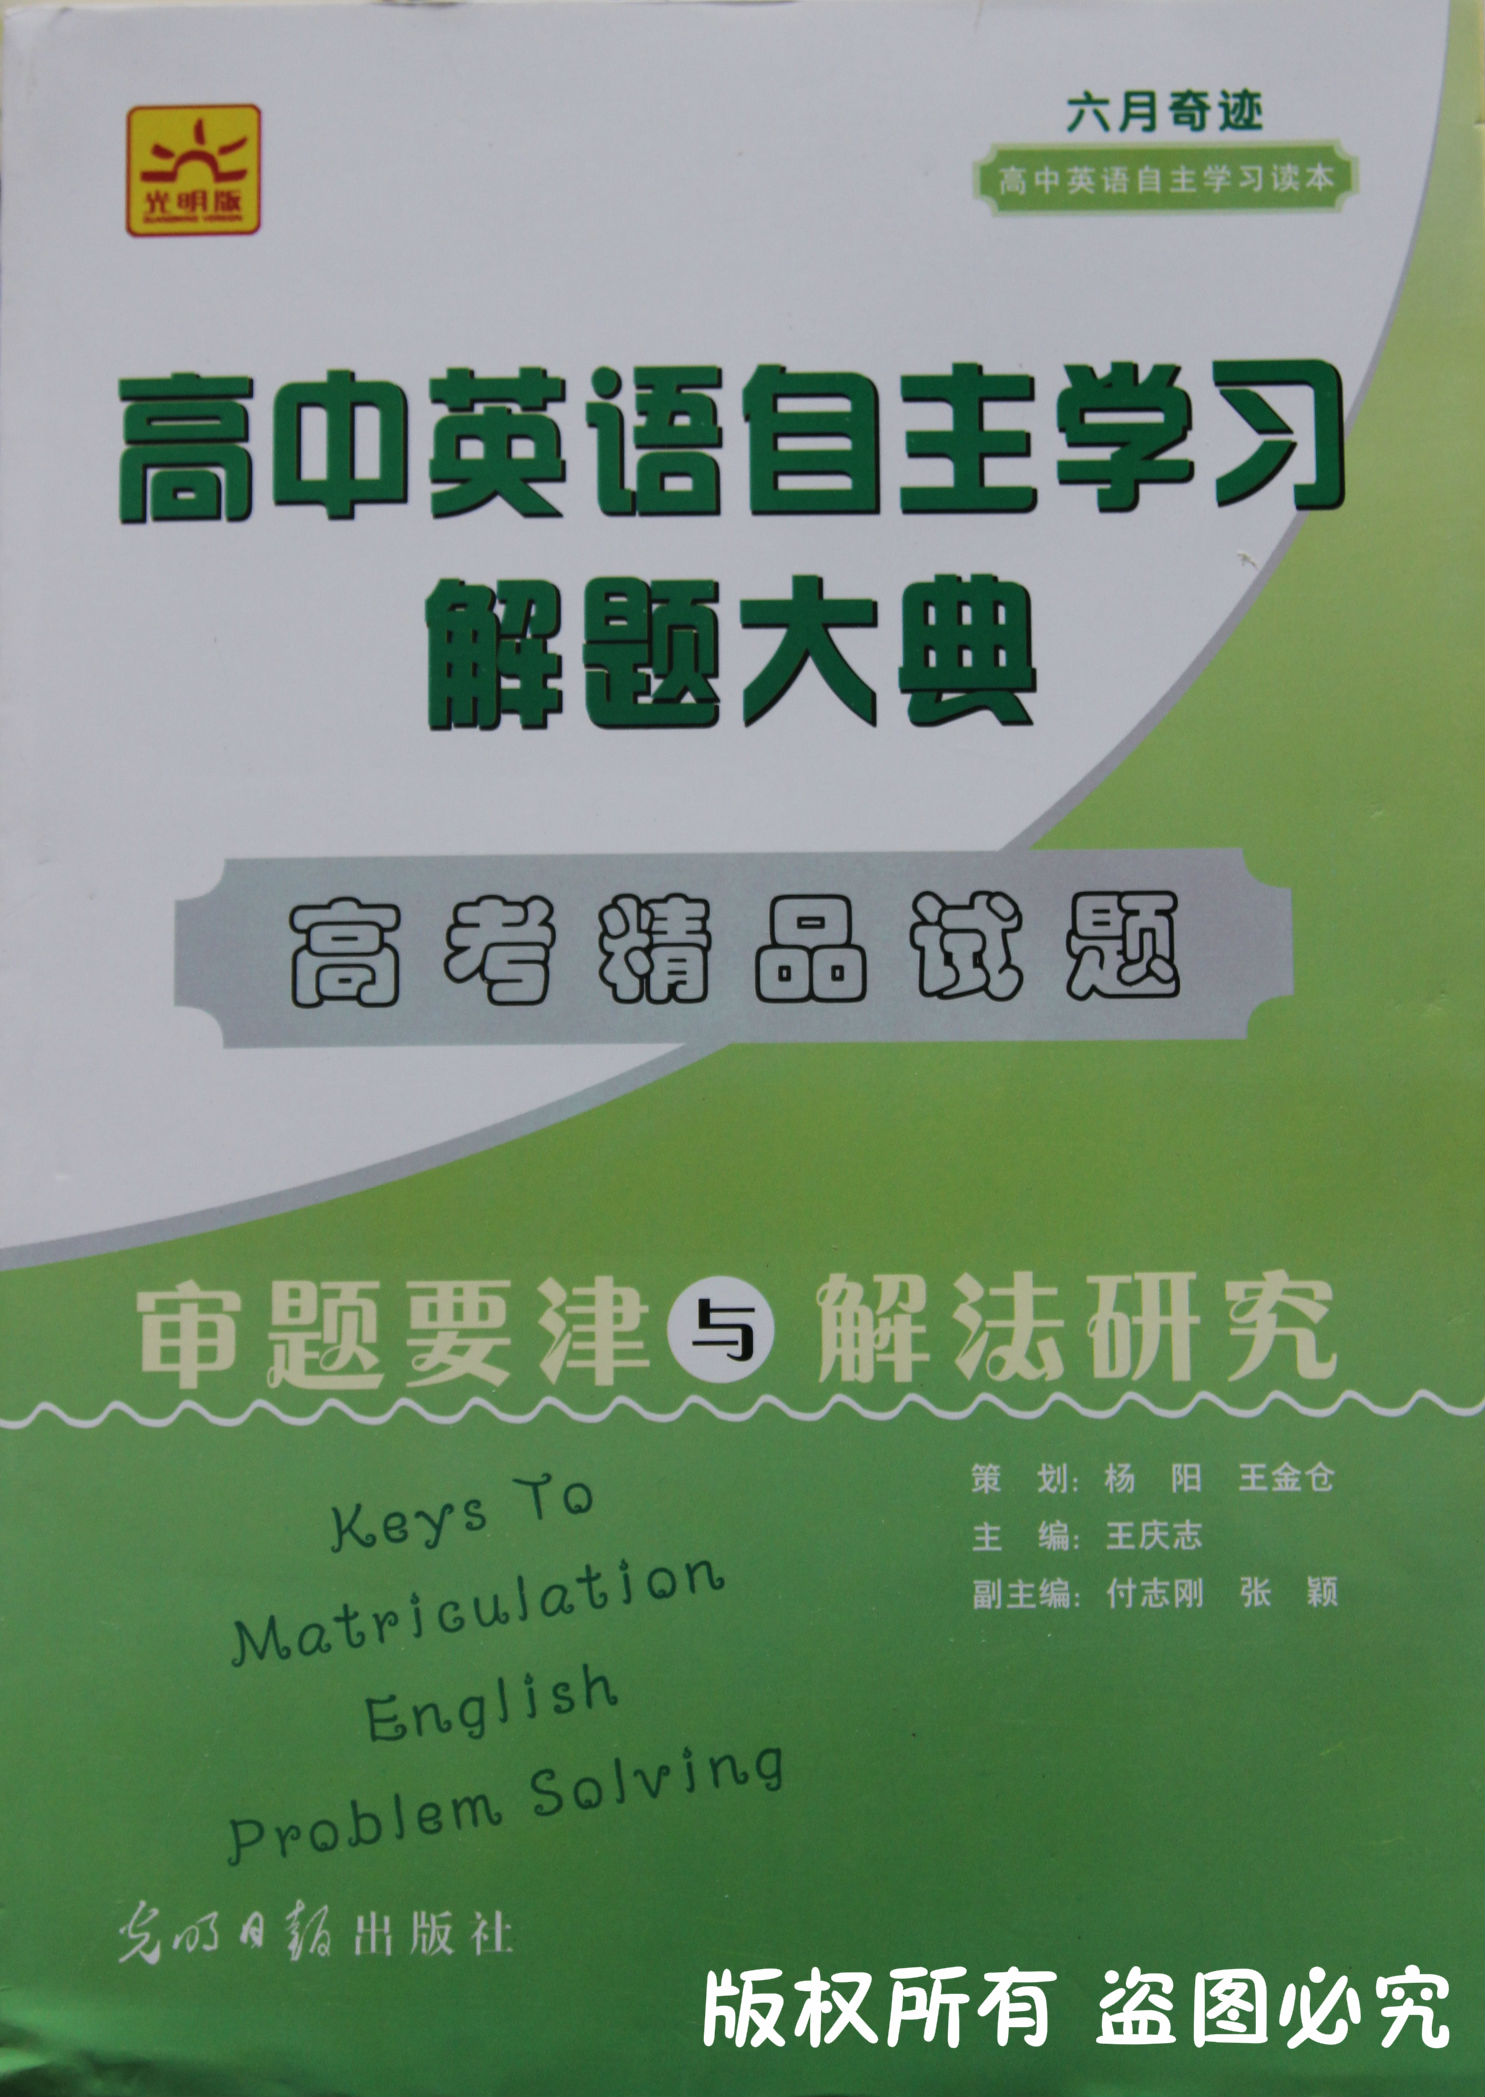 六月奇迹
高中英语自主学习读本
光明版
GUANGMING VERSION
高中英语自主学习
解题大典
高考精品试题
审题要津与解法研究
Keys To
Matriculation
English
Problem Solving
策 划：杨 阳 王金仓
主 编：王庆志
副主编：付志刚 张 颖
光明日报出版社
版权所有 盗图必究